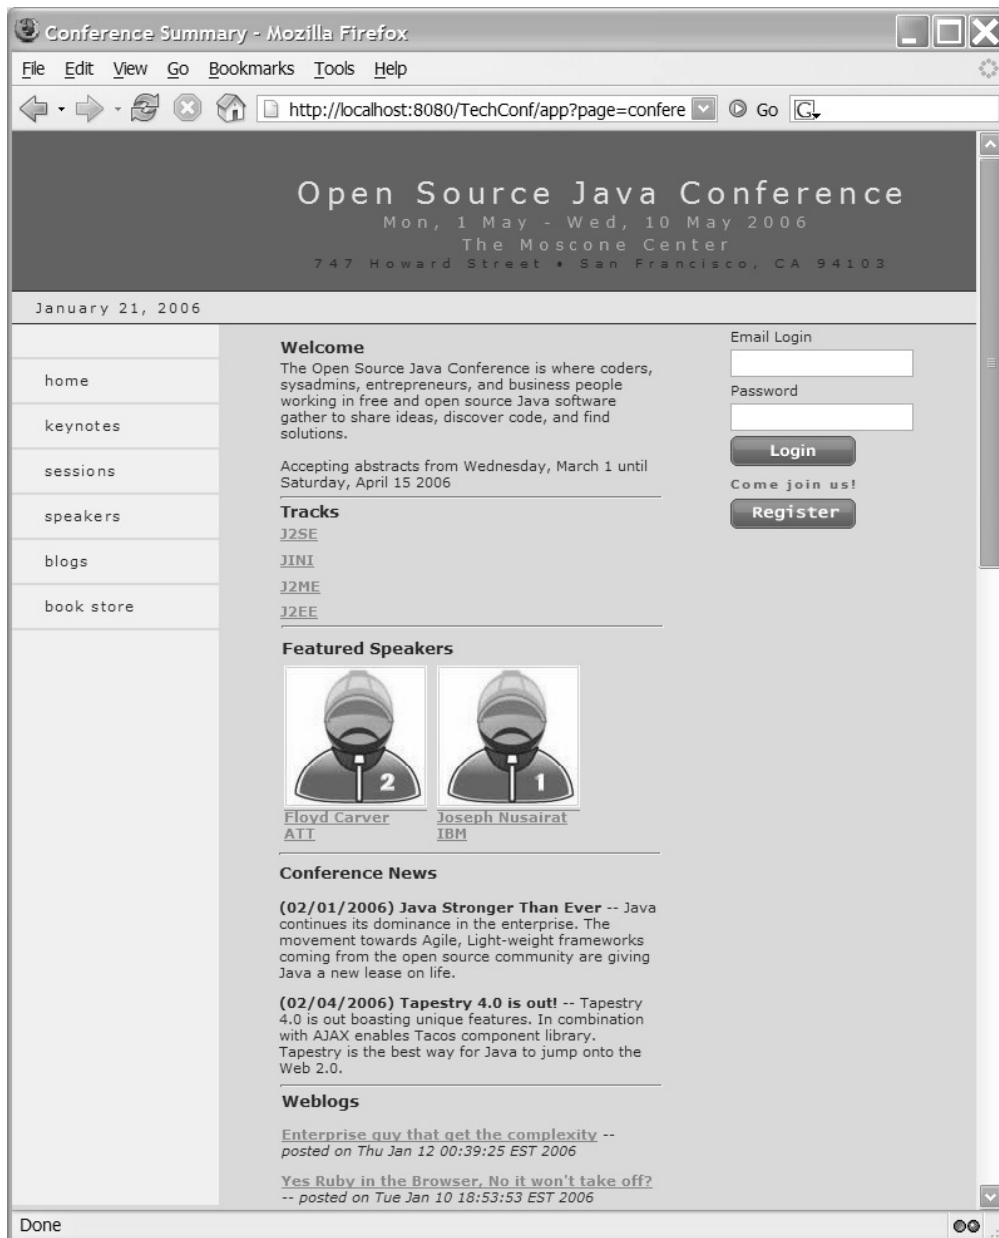 Conference Summary - Mozilla Firefox
File Edit View Go Bookmarks Tools Help
http://localhost:8080/TechConf/app?page=confere
Go
G
Open Source Java Conference
Mon, 1 May - Wed, 10 May 2006
The Moscone Center
747 Howard Street • San Francisco, CA 94103
January 21, 2006
home
keynotes
sessions
speakers
blogs
book store
Welcome
The Open Source Java Conference is where coders,
sysadmins, entrepreneurs, and business people
working in free and open source Java software
gather to share ideas, discover code, and find
solutions.
Accepting abstracts from Wednesday, March 1 until
Saturday, April 15 2006
Tracks
J2SE
JINI
J2ME
J2EE
Featured Speakers
2
1
Floyd Carver
ATT
Joseph Nusairat
IBM
Conference News
(02/01/2006) Java Stronger Than Ever -- Java
continues its dominance in the enterprise. The
movement towards Agile, Light-weight frameworks
coming from the open source community are giving
Java a new lease on life.
(02/04/2006) Tapestry 4.0 is out! -- Tapestry
4.0 is out boasting unique features. In combination
with AJAX enables Tacos component library.
Tapestry is the best way for Java to jump onto the
Web 2.0.
Weblogs
Enterprise guy that get the complexity --
posted on Thu Jan 12 00:39:25 EST 2006
Yes Ruby in the Browser, No it won't take off?
-- posted on Tue Jan 10 18:53:53 EST 2006
Email Login
Password
Login
Come join us!
Register
Done